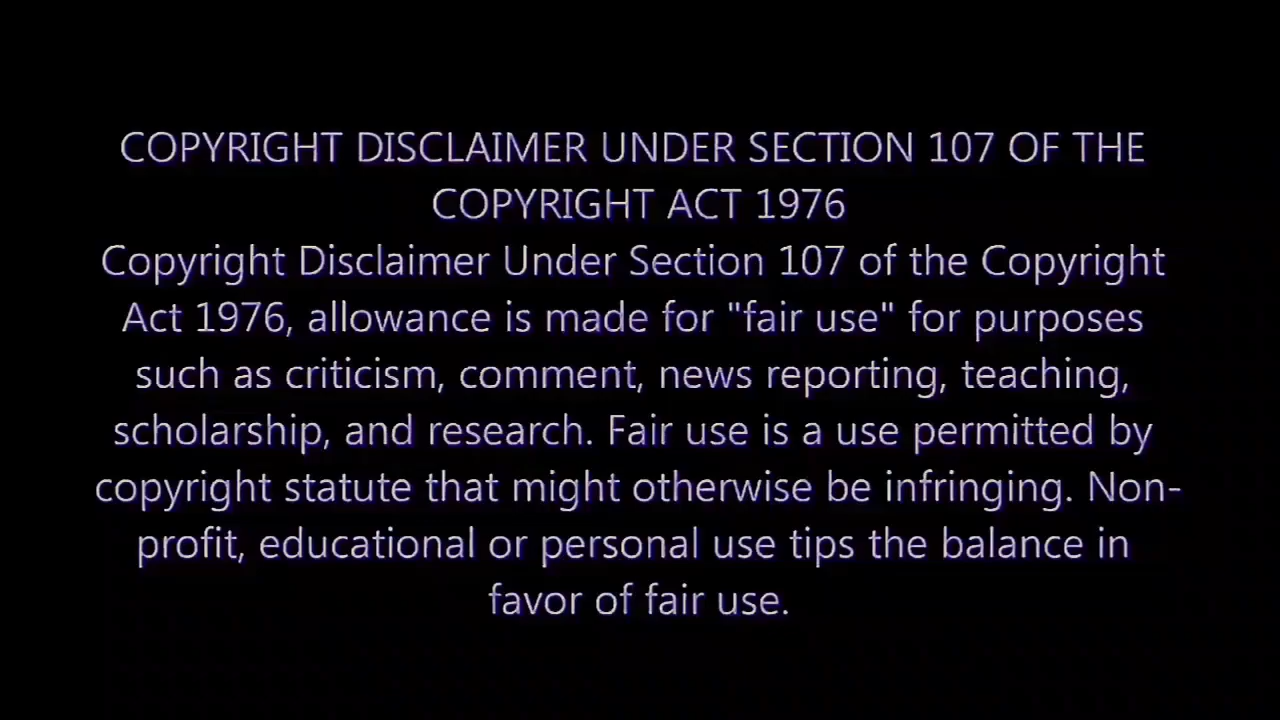 COPYRIGHT DISCLAIMER UNDER SECTION 107 OF THE
COPYRIGHT ACT 1976
Copyright Disclaimer Under Section 107 of the Copyright
Act 1976, allowance is made for "fair use" for purposes
such as criticism, comment, news reporting, teaching,
scholarship, and research. Fair use is a use permitted by
copyright statute that might otherwise be infringing. Non-
profit, educational or personal use tips the balance in
favor of fair use.